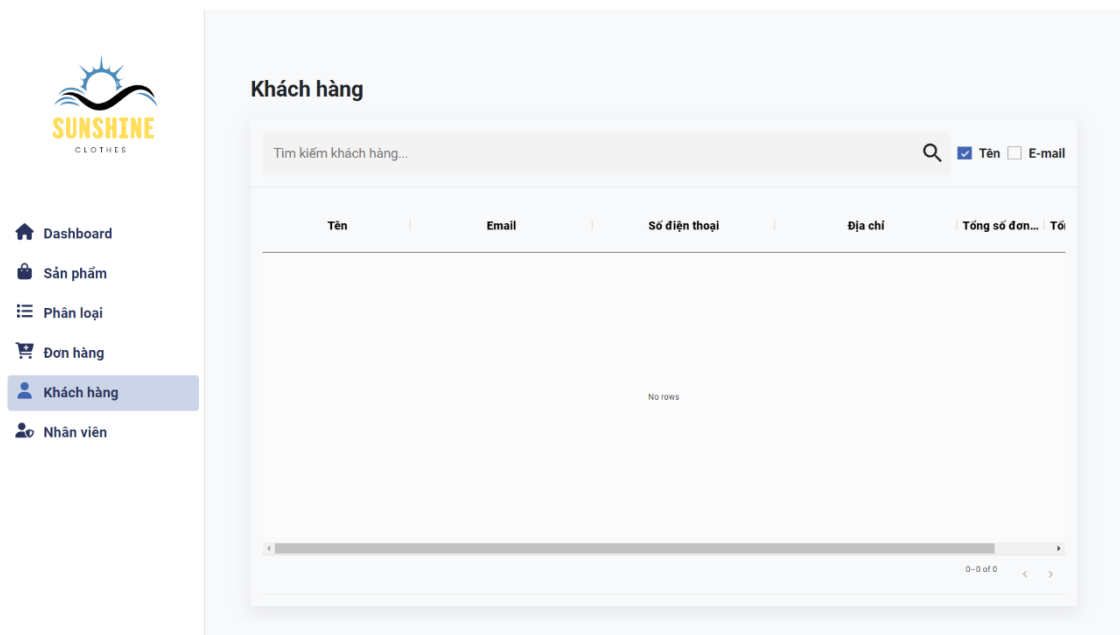 SUNSHINE
CLOTHES
Dashboard
Sản phẩm
Phân loại
Đơn hàng
Khách hàng
Nhân viên
Khách hàng
Tìm kiếm khách hàng...
Tên
E-mail
Tên Email Số điện thoại Địa chỉ Tổng số đơn...
No rows
0–0 of 0